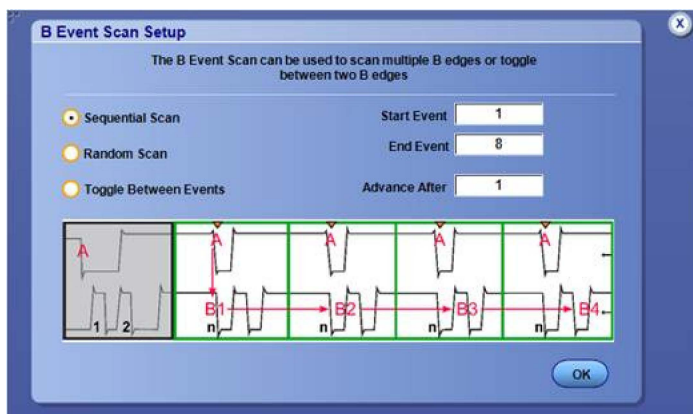 B Event Scan Setup
X
The B Event Scan can be used to scan multiple B edges or toggle
between two B edges
Sequential Scan
Start Event 1
Random Scan
End Event 8
Toggle Between Events
Advance After 1
A A A A A
B1 B2 B3 B4
1 2 n n n n
OK